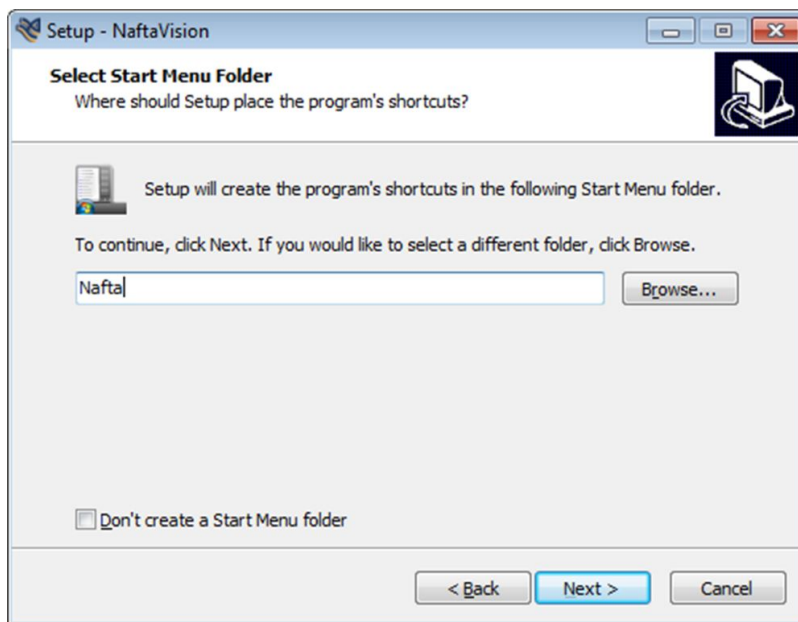 Setup - NaftaVision
Select Start Menu Folder
Where should Setup place the program's shortcuts?
Setup will create the program's shortcuts in the following Start Menu folder.
To continue, click Next. If you would like to select a different folder, click Browse.
Nafta
Browse...
Don't create a Start Menu folder
< Back
Next >
Cancel